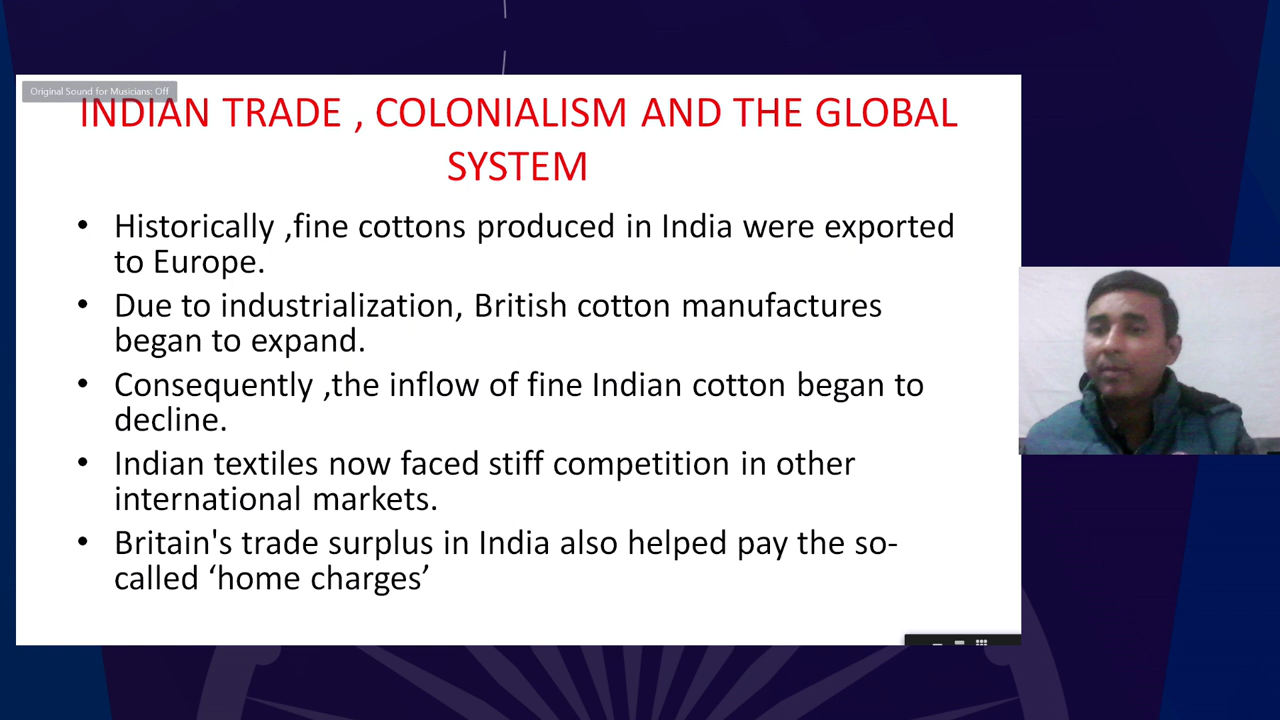 Original Sound for Musicians: Off
INDIAN TRADE , COLONIALISM AND THE GLOBAL
SYSTEM
• Historically ,fine cottons produced in India were exported
to Europe.
• Due to industrialization, British cotton manufactures
began to expand.
• Consequently ,the inflow of fine Indian cotton began to
decline.
• Indian textiles now faced stiff competition in other
international markets.
• Britain's trade surplus in India also helped pay the so-
called ‘home charges’